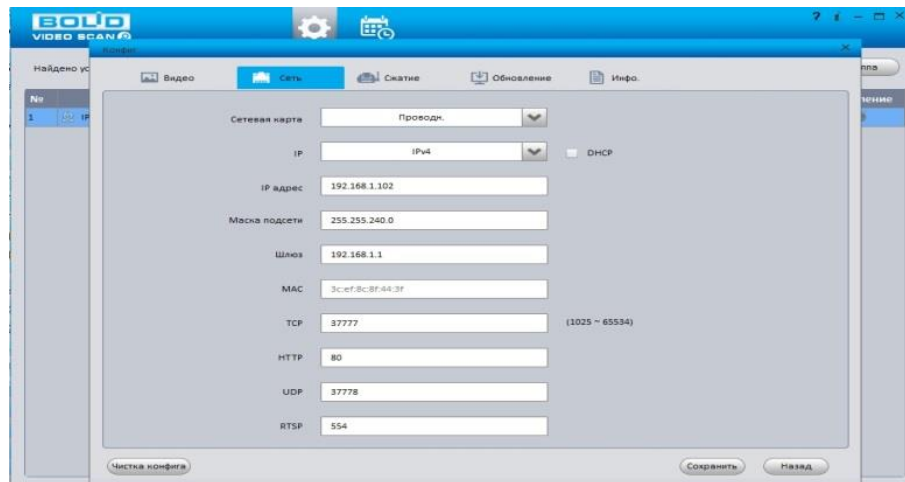 BOLID
VIDEO SCAN
? i
Конфиг
Найдено ус
ппа
Видео
Сеть
Сжатие
Обновление
Инфо.
№
ление
1 IP
Сетевая карта Проводн.
IP IPv4 DHCP
IP адрес 192.168.1.102
Маска подсети 255.255.240.0
Шлюз 192.168.1.1
MAC 3c:ef:8c:8f:44:3f
TCP 37777 (1025 ~ 65534)
HTTP 80
UDP 37778
RTSP 554
Чистка конфига Сохранить Назад